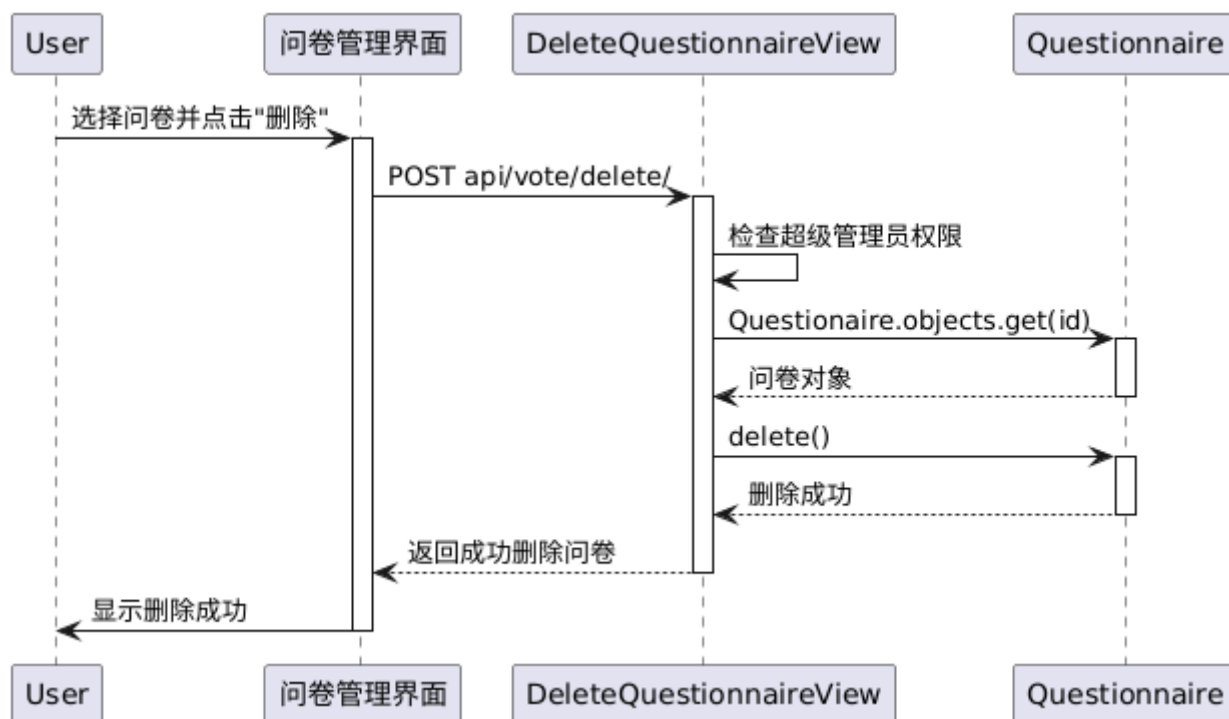 User
问卷管理界面
DeleteQuestionnaireView
Questionnaire
选择问卷并点击"删除"
POST api/vote/delete/
检查超级管理员权限
Questionaire.objects.get(id)
问卷对象
delete()
删除成功
返回成功删除问卷
显示删除成功
User
问卷管理界面
DeleteQuestionnaireView
Questionnaire